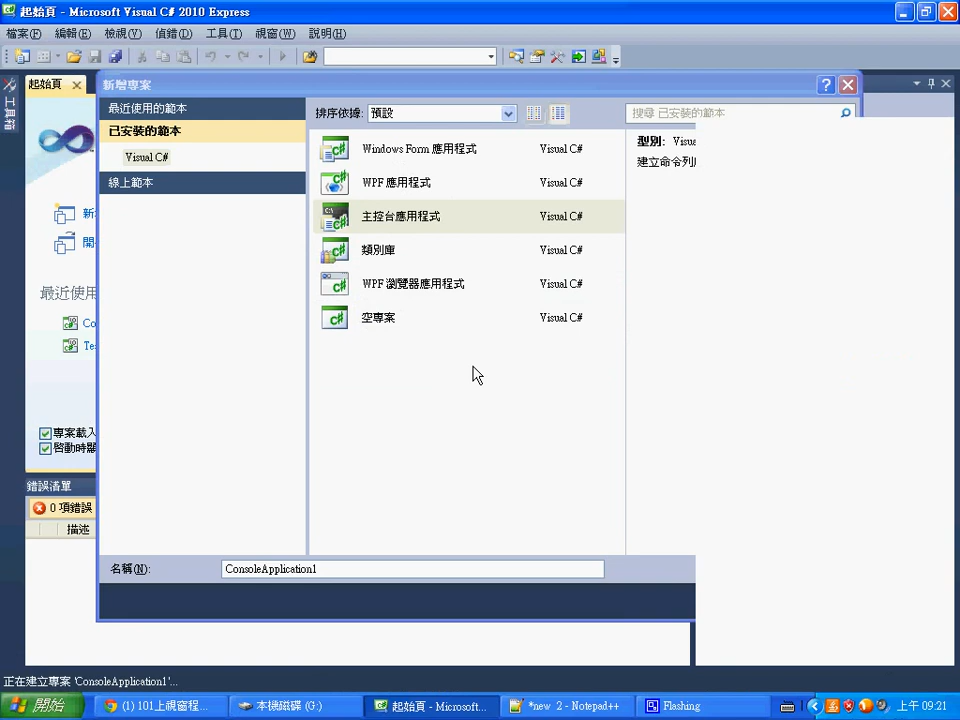 起始頁 - Microsoft Visual C# 2010 Express
檔案(F) 編輯(E) 檢視(V) 偵錯(D) 工具(T) 視窗(W) 說明(H)
工具箱
起始頁
新增專案
最近使用的範本
已安裝的範本
Visual C#
線上範本
排序依據: 預設
搜尋 已安裝的範本
Windows Form 應用程式 Visual C#
WPF 應用程式 Visual C#
主控台應用程式 Visual C#
類別庫 Visual C#
WPF 瀏覽器應用程式 Visual C#
空專案 Visual C#
型別: Visua
建立命令列
新
開
最近使用
Co
Te
專案載入
啓動時顯
錯誤清單
0 項錯誤
描述
名稱(N): ConsoleApplication1
正在建立專案 'ConsoleApplication1'...
開始
(1) 101上視窗程...
本機磁碟 (G:)
起始頁 - Microsoft...
*new 2 - Notepad++
Flashing
上午 09:21